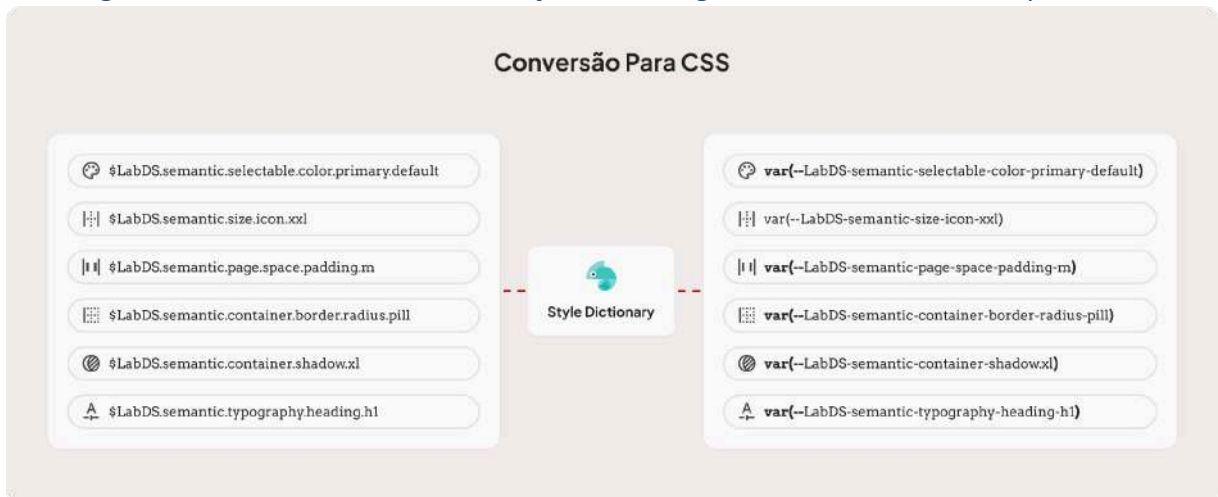 Conversão Para CSS
$LabDS.semantic.selectable.color.primary.default
$LabDS.semantic.size.icon.xxl
$LabDS.semantic.page.space.padding.m
$LabDS.semantic.container.border.radius.pill
$LabDS.semantic.container.shadow.xl
$LabDS.semantic.typography.heading.h1
Style Dictionary
var(--LabDS-semantic-selectable-color-primary-default)
var(--LabDS-semantic-size-icon-xxl)
var(--LabDS-semantic-page-space-padding-m)
var(--LabDS-semantic-container-border-radius-pill)
var(--LabDS-semantic-container-shadow.xl)
var(--LabDS-semantic-typography-heading-h1)